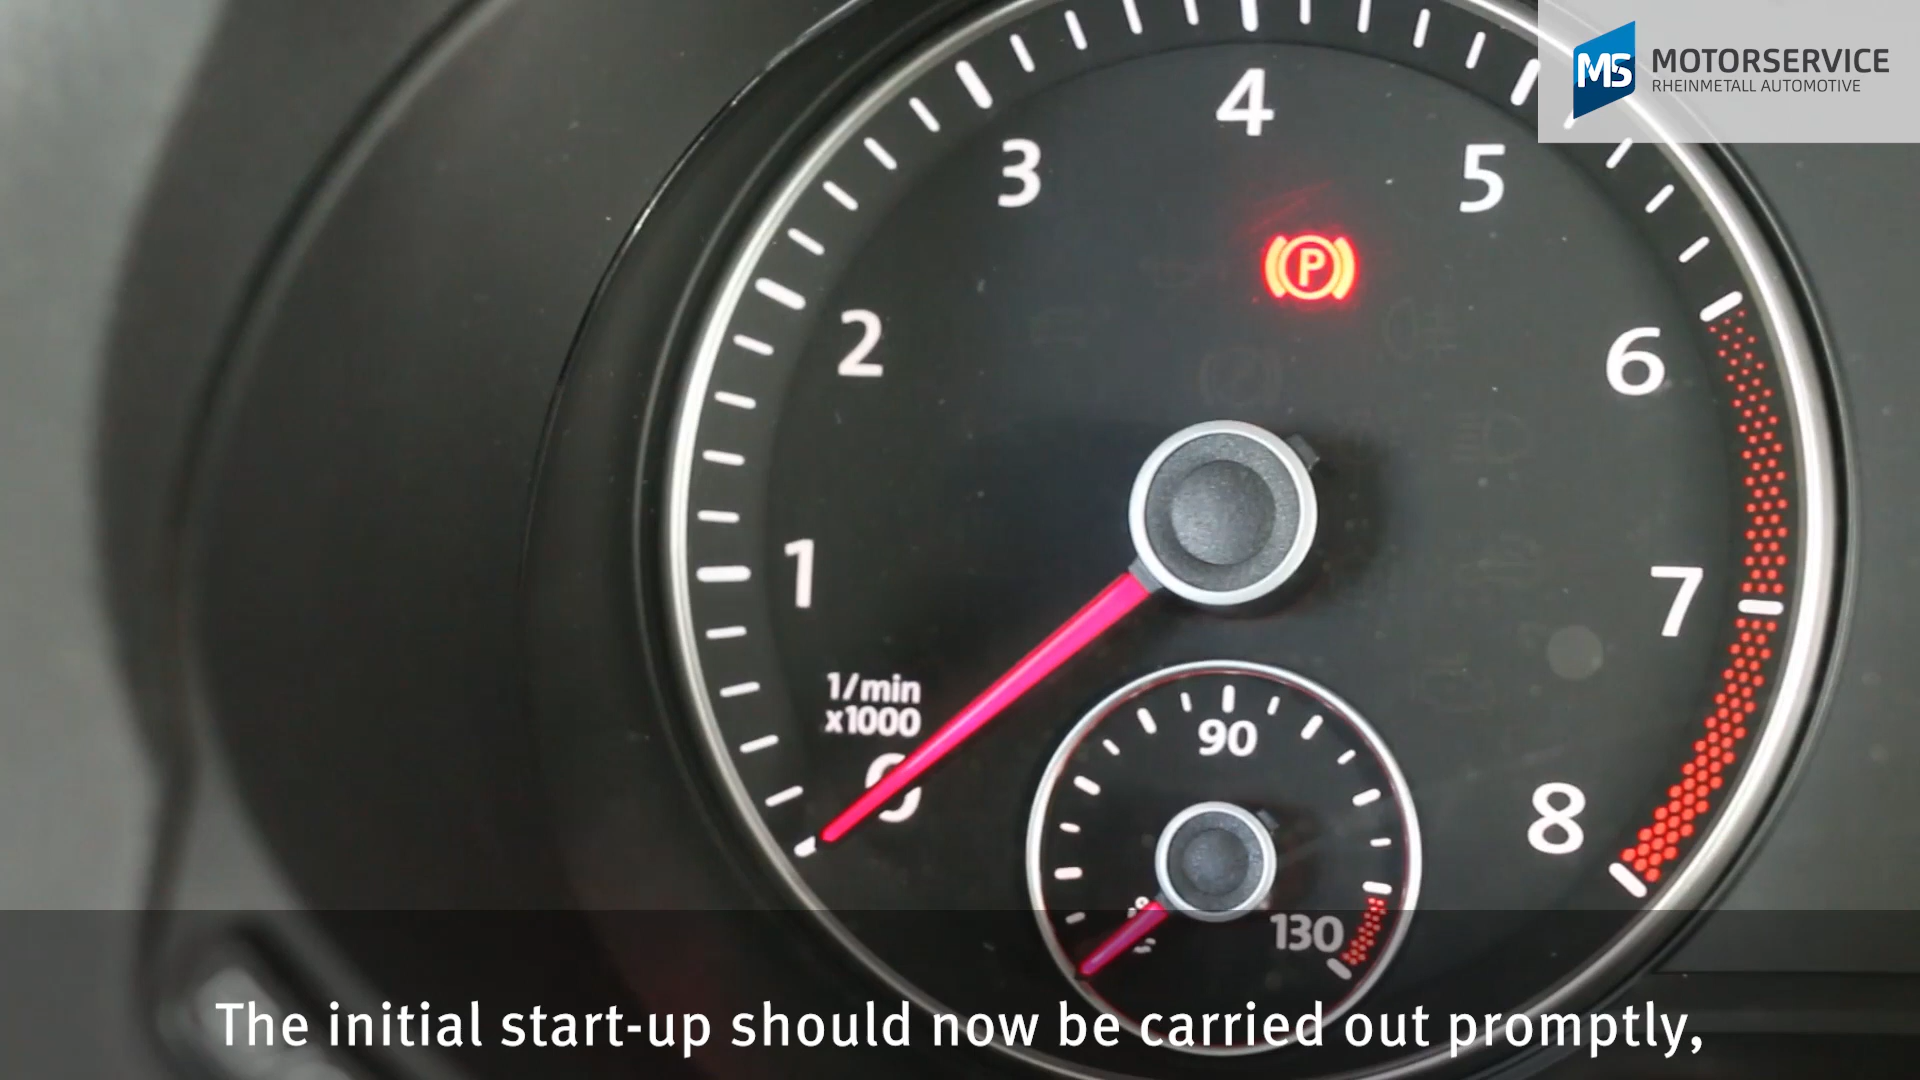 MS MOTORSERVICE
RHEINMETALL AUTOMOTIVE
4
3
5
P
2
6
1
7
1/min
x1000
0
90
8
130
The initial start-up should now be carried out promptly,